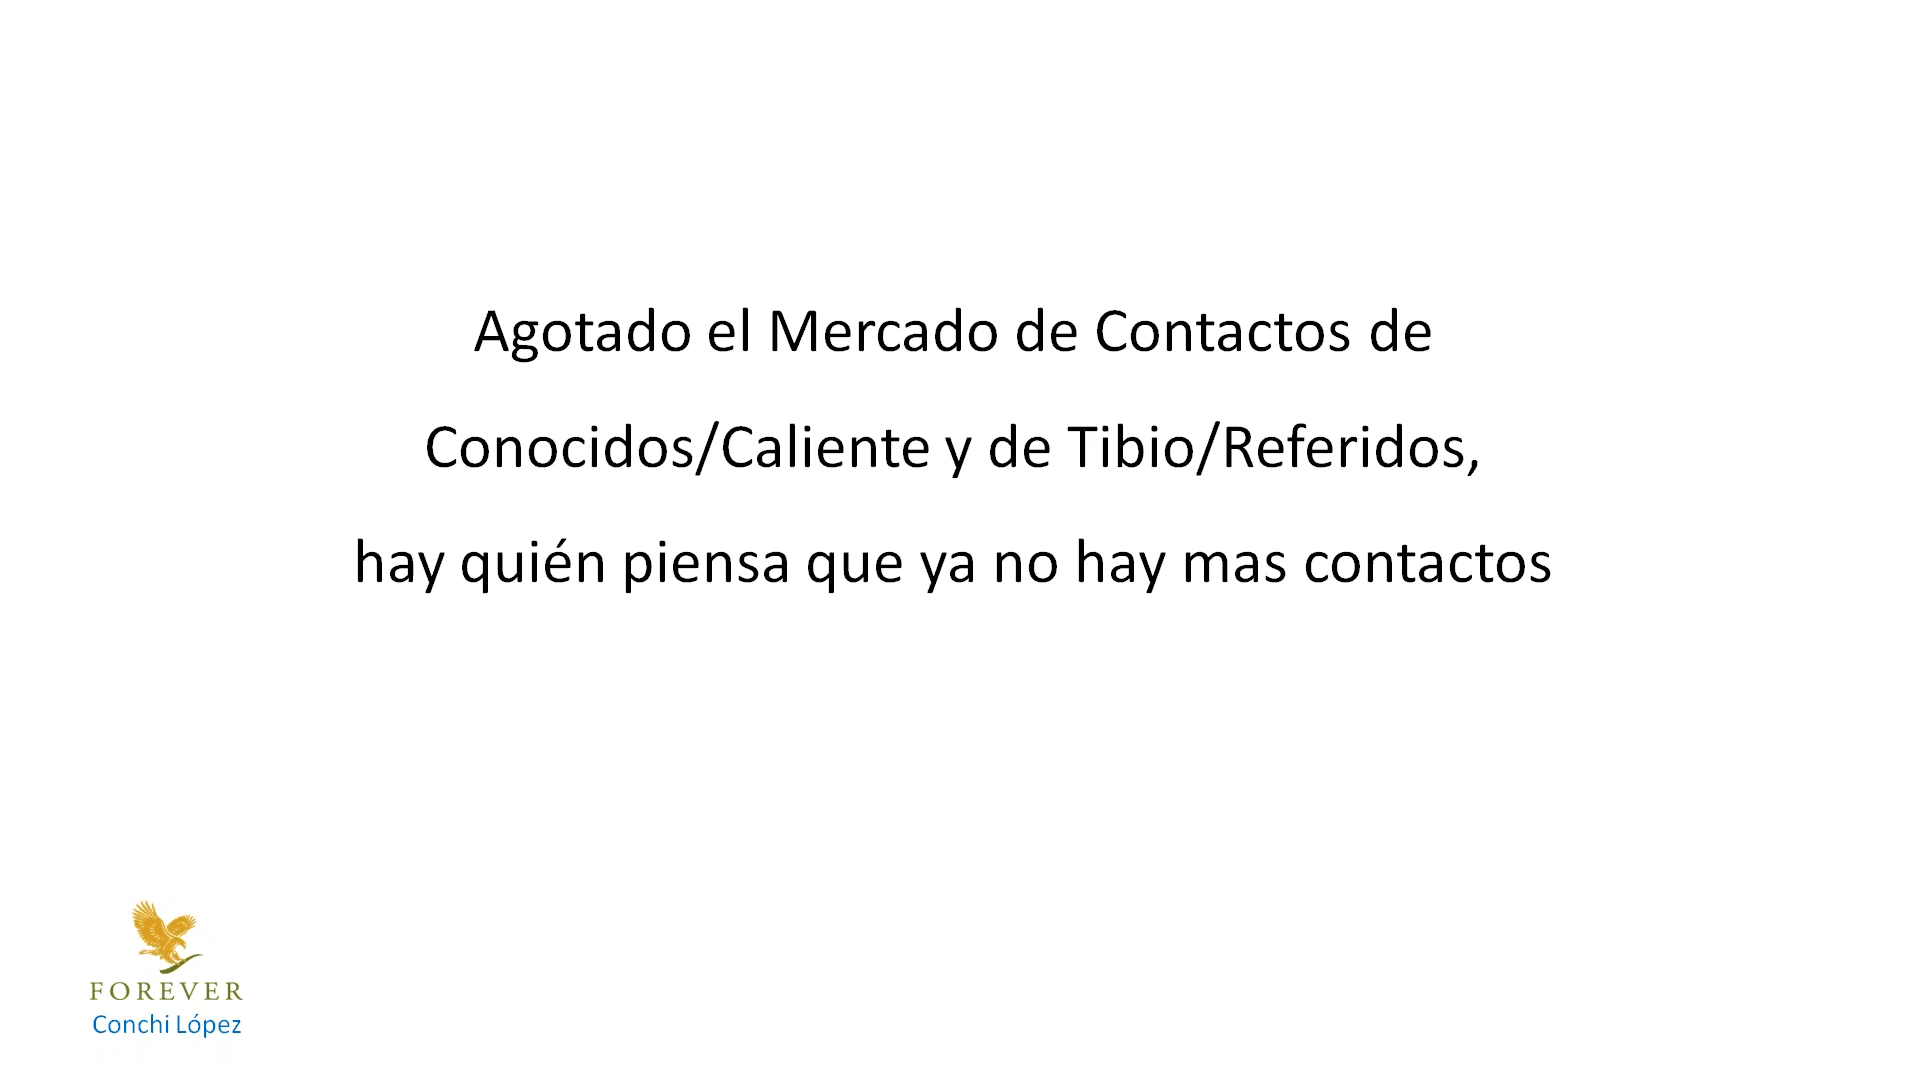 Agotado el Mercado de Contactos de
Conocidos/Caliente y de Tibio/Referidos,
hay quién piensa que ya no hay mas contactos
FOREVER
Conchi López